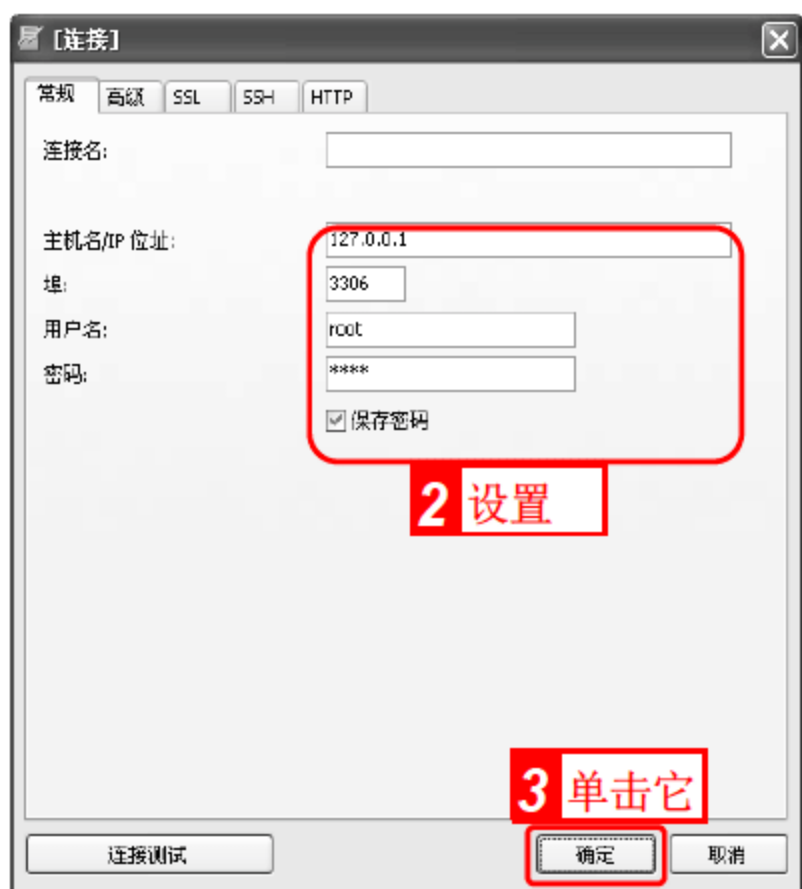 [连接]
常规 高级 SSL SSH HTTP
连接名:
主机名/IP 位址: 127.0.0.1
埠: 3306
用户名: root
密码: ****
保存密码
2 设置
3 单击它
连接测试 确定 取消